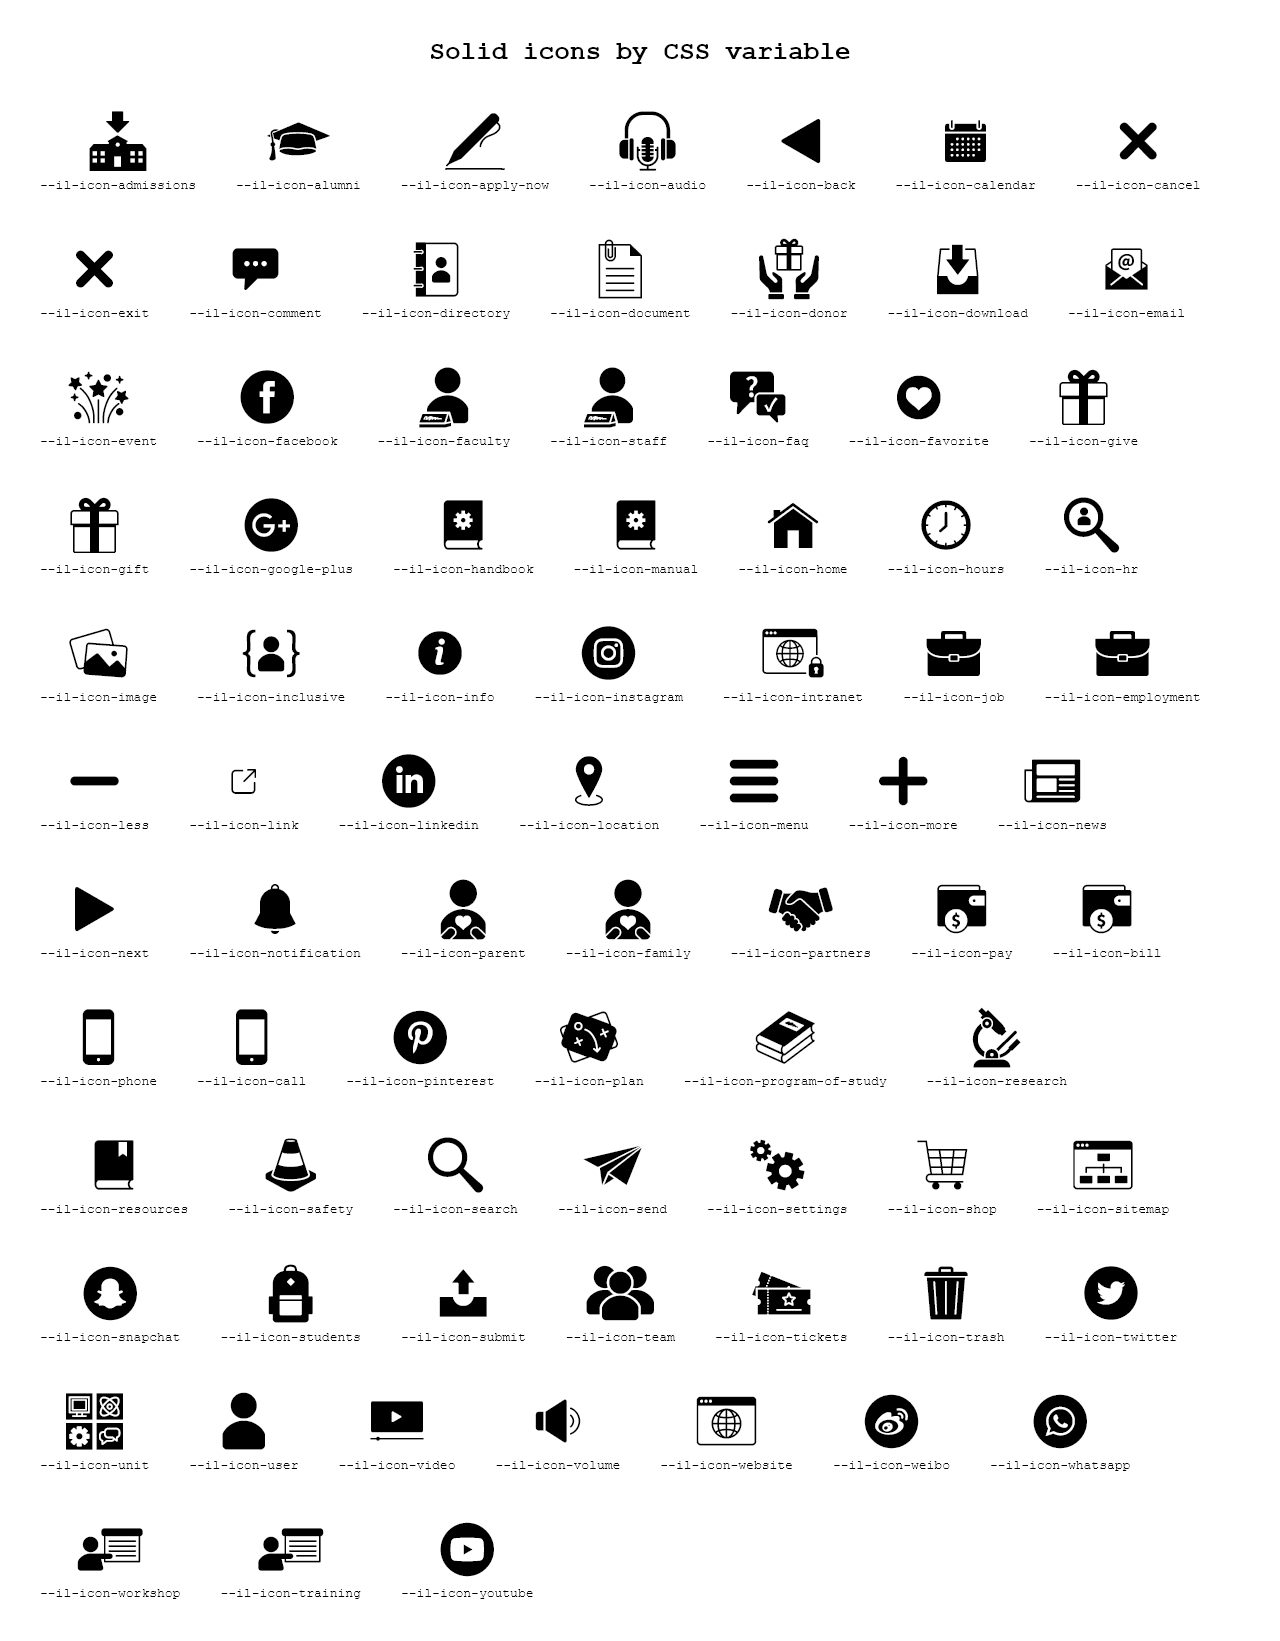 Solid icons by CSS variable
--il-icon-admissions --il-icon-alumni --il-icon-apply-now --il-icon-audio --il-icon-back --il-icon-calendar --il-icon-cancel
--il-icon-exit --il-icon-comment --il-icon-directory --il-icon-document --il-icon-donor --il-icon-download --il-icon-email
--il-icon-event --il-icon-facebook --il-icon-faculty --il-icon-staff --il-icon-faq --il-icon-favorite --il-icon-give
--il-icon-gift --il-icon-google-plus --il-icon-handbook --il-icon-manual --il-icon-home --il-icon-hours --il-icon-hr
--il-icon-image --il-icon-inclusive --il-icon-info --il-icon-instagram --il-icon-intranet --il-icon-job --il-icon-employment
--il-icon-less --il-icon-link --il-icon-linkedin --il-icon-location --il-icon-menu --il-icon-more --il-icon-news
--il-icon-next --il-icon-notification --il-icon-parent --il-icon-family --il-icon-partners --il-icon-pay --il-icon-bill
--il-icon-phone --il-icon-call --il-icon-pinterest --il-icon-plan --il-icon-program-of-study --il-icon-research
--il-icon-resources --il-icon-safety --il-icon-search --il-icon-send --il-icon-settings --il-icon-shop --il-icon-sitemap
--il-icon-snapchat --il-icon-students --il-icon-submit --il-icon-team --il-icon-tickets --il-icon-trash --il-icon-twitter
--il-icon-unit --il-icon-user --il-icon-video --il-icon-volume --il-icon-website --il-icon-weibo --il-icon-whatsapp
--il-icon-workshop --il-icon-training --il-icon-youtube